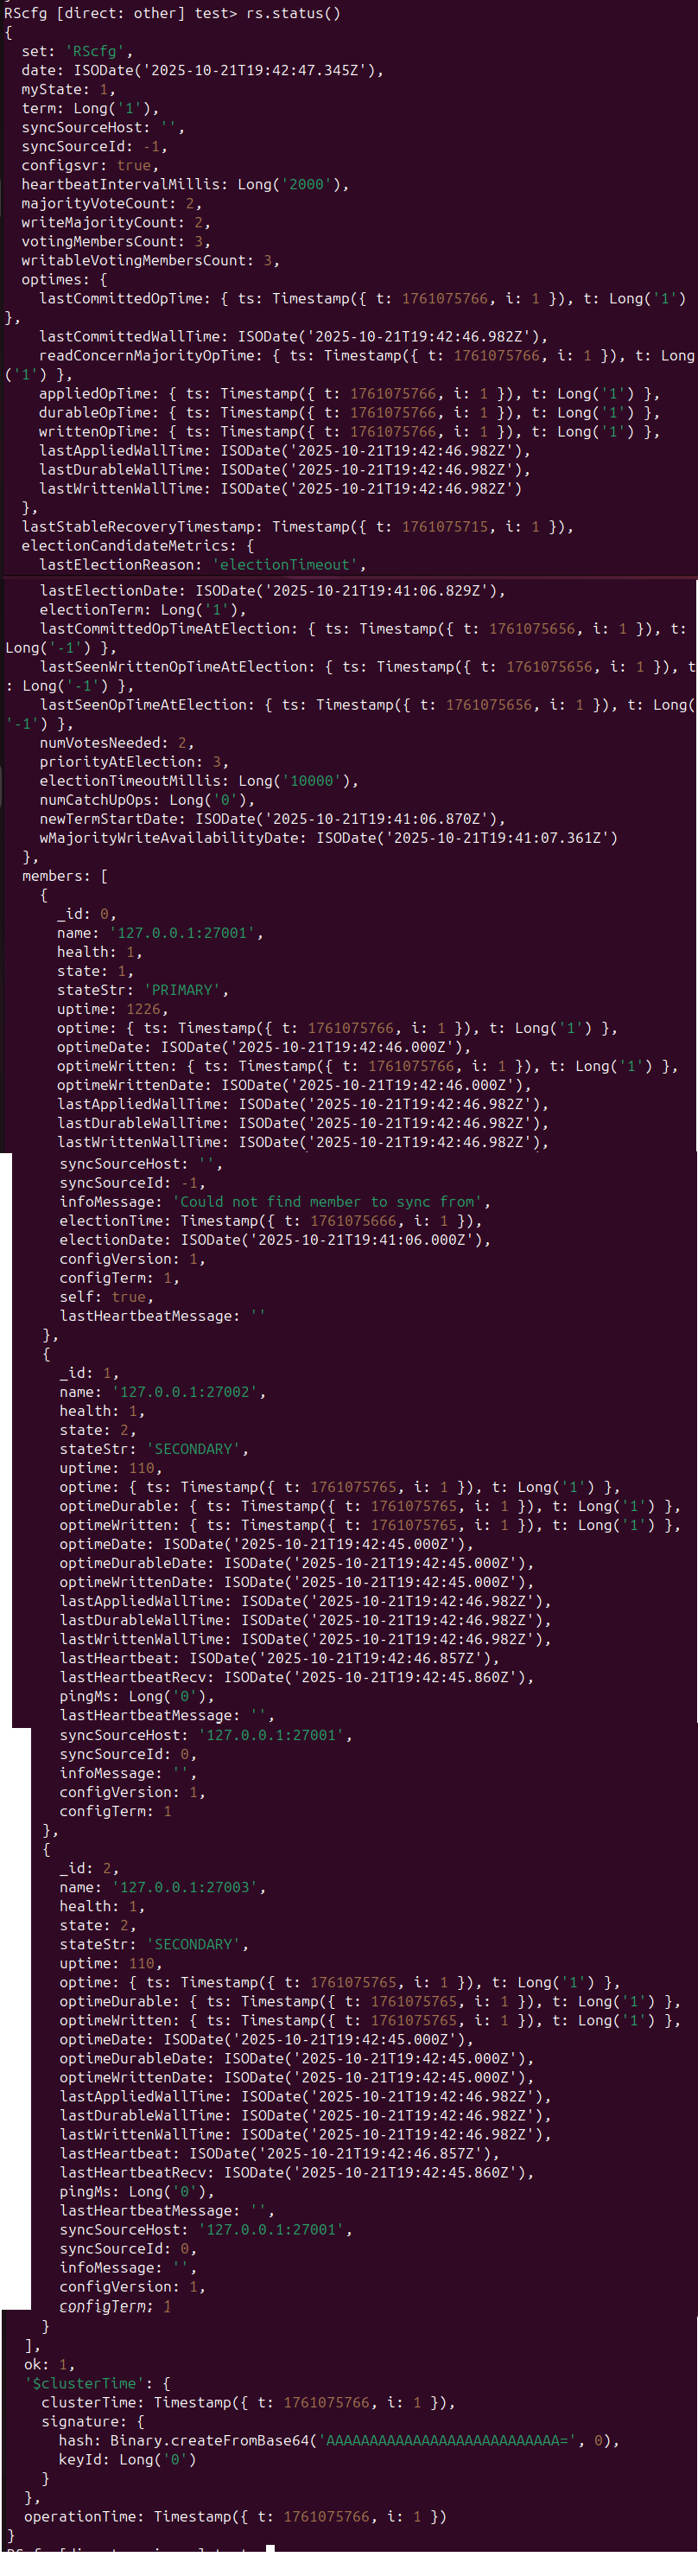 RScfg [direct: other] test> rs.status()
{
  set: 'RScfg',
  date: ISODate('2025-10-21T19:42:47.345Z'),
  myState: 1,
  term: Long('1'),
  syncSourceHost: '',
  syncSourceId: -1,
  configsvr: true,
  heartbeatIntervalMillis: Long('2000'),
  majorityVoteCount: 2,
  writeMajorityCount: 2,
  votingMembersCount: 3,
  writableVotingMembersCount: 3,
  optimes: {
    lastCommittedOpTime: { ts: Timestamp({ t: 1761075766, i: 1 }), t: Long('1')
},
    lastCommittedWallTime: ISODate('2025-10-21T19:42:46.982Z'),
    readConcernMajorityOpTime: { ts: Timestamp({ t: 1761075766, i: 1 }), t: Long
('1') },
    appliedOpTime: { ts: Timestamp({ t: 1761075766, i: 1 }), t: Long('1') },
    durableOpTime: { ts: Timestamp({ t: 1761075766, i: 1 }), t: Long('1') },
    writtenOpTime: { ts: Timestamp({ t: 1761075766, i: 1 }), t: Long('1') },
    lastAppliedWallTime: ISODate('2025-10-21T19:42:46.982Z'),
    lastDurableWallTime: ISODate('2025-10-21T19:42:46.982Z'),
    lastWrittenWallTime: ISODate('2025-10-21T19:42:46.982Z')
  },
  lastStableRecoveryTimestamp: Timestamp({ t: 1761075715, i: 1 }),
  electionCandidateMetrics: {
    lastElectionReason: 'electionTimeout',
    lastElectionDate: ISODate('2025-10-21T19:41:06.829Z'),
    electionTerm: Long('1'),
    lastCommittedOpTimeAtElection: { ts: Timestamp({ t: 1761075656, i: 1 }), t:
Long('-1') },
    lastSeenWrittenOpTimeAtElection: { ts: Timestamp({ t: 1761075656, i: 1 }), t
: Long('-1') },
    lastSeenOpTimeAtElection: { ts: Timestamp({ t: 1761075656, i: 1 }), t: Long(
'-1') },
    numVotesNeeded: 2,
    priorityAtElection: 3,
    electionTimeoutMillis: Long('10000'),
    numCatchUpOps: Long('0'),
    newTermStartDate: ISODate('2025-10-21T19:41:06.870Z'),
    wMajorityWriteAvailabilityDate: ISODate('2025-10-21T19:41:07.361Z')
  },
  members: [
    {
      _id: 0,
      name: '127.0.0.1:27001',
      health: 1,
      state: 1,
      stateStr: 'PRIMARY',
      uptime: 1226,
      optime: { ts: Timestamp({ t: 1761075766, i: 1 }), t: Long('1') },
      optimeDate: ISODate('2025-10-21T19:42:46.000Z'),
      optimeWritten: { ts: Timestamp({ t: 1761075766, i: 1 }), t: Long('1') },
      optimeWrittenDate: ISODate('2025-10-21T19:42:46.000Z'),
      lastAppliedWallTime: ISODate('2025-10-21T19:42:46.982Z'),
      lastDurableWallTime: ISODate('2025-10-21T19:42:46.982Z'),
      lastWrittenWallTime: ISODate('2025-10-21T19:42:46.982Z'),
      syncSourceHost: '',
      syncSourceId: -1,
      infoMessage: 'Could not find member to sync from',
      electionTime: Timestamp({ t: 1761075666, i: 1 }),
      electionDate: ISODate('2025-10-21T19:41:06.000Z'),
      configVersion: 1,
      configTerm: 1,
      self: true,
      lastHeartbeatMessage: ''
    },
    {
      _id: 1,
      name: '127.0.0.1:27002',
      health: 1,
      state: 2,
      stateStr: 'SECONDARY',
      uptime: 110,
      optime: { ts: Timestamp({ t: 1761075765, i: 1 }), t: Long('1') },
      optimeDurable: { ts: Timestamp({ t: 1761075765, i: 1 }), t: Long('1') },
      optimeWritten: { ts: Timestamp({ t: 1761075765, i: 1 }), t: Long('1') },
      optimeDate: ISODate('2025-10-21T19:42:45.000Z'),
      optimeDurableDate: ISODate('2025-10-21T19:42:45.000Z'),
      optimeWrittenDate: ISODate('2025-10-21T19:42:45.000Z'),
      lastAppliedWallTime: ISODate('2025-10-21T19:42:46.982Z'),
      lastDurableWallTime: ISODate('2025-10-21T19:42:46.982Z'),
      lastWrittenWallTime: ISODate('2025-10-21T19:42:46.982Z'),
      lastHeartbeat: ISODate('2025-10-21T19:42:46.857Z'),
      lastHeartbeatRecv: ISODate('2025-10-21T19:42:45.860Z'),
      pingMs: Long('0'),
      lastHeartbeatMessage: '',
      syncSourceHost: '127.0.0.1:27001',
      syncSourceId: 0,
      infoMessage: '',
      configVersion: 1,
      configTerm: 1
    },
    {
      _id: 2,
      name: '127.0.0.1:27003',
      health: 1,
      state: 2,
      stateStr: 'SECONDARY',
      uptime: 110,
      optime: { ts: Timestamp({ t: 1761075765, i: 1 }), t: Long('1') },
      optimeDurable: { ts: Timestamp({ t: 1761075765, i: 1 }), t: Long('1') },
      optimeWritten: { ts: Timestamp({ t: 1761075765, i: 1 }), t: Long('1') },
      optimeDate: ISODate('2025-10-21T19:42:45.000Z'),
      optimeDurableDate: ISODate('2025-10-21T19:42:45.000Z'),
      optimeWrittenDate: ISODate('2025-10-21T19:42:45.000Z'),
      lastAppliedWallTime: ISODate('2025-10-21T19:42:46.982Z'),
      lastDurableWallTime: ISODate('2025-10-21T19:42:46.982Z'),
      lastWrittenWallTime: ISODate('2025-10-21T19:42:46.982Z'),
      lastHeartbeat: ISODate('2025-10-21T19:42:46.857Z'),
      lastHeartbeatRecv: ISODate('2025-10-21T19:42:45.860Z'),
      pingMs: Long('0'),
      lastHeartbeatMessage: '',
      syncSourceHost: '127.0.0.1:27001',
      syncSourceId: 0,
      infoMessage: '',
      configVersion: 1,
      configTerm: 1
    }
  ],
  ok: 1,
  '$clusterTime': {
    clusterTime: Timestamp({ t: 1761075766, i: 1 }),
    signature: {
      hash: Binary.createFromBase64('AAAAAAAAAAAAAAAAAAAAAAAAAAA=', 0),
      keyId: Long('0')
    }
  },
  operationTime: Timestamp({ t: 1761075766, i: 1 })
}